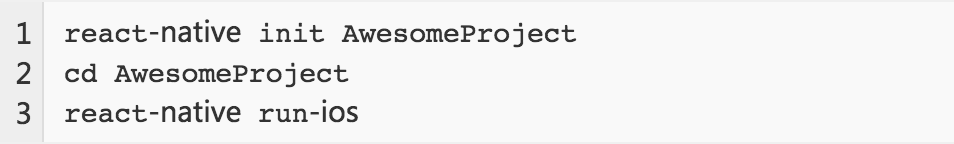 1 react-native init AwesomeProject
2 cd AwesomeProject
3 react-native run-ios